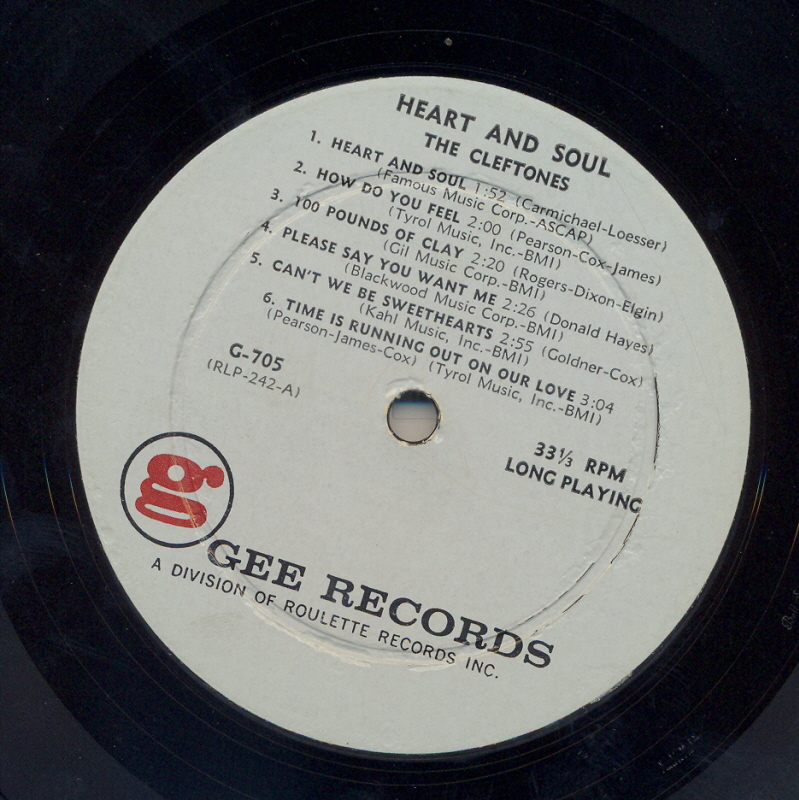 HEART AND SOUL
THE CLEFTONES
1. HEART AND SOUL 1:52 (Carmichael-Loesser)
(Famous Music Corp.-ASCAP)
2. HOW DO YOU FEEL 2:00 (Pearson-Cox-James)
(Tyrol Music, Inc.-BMI)
3. 100 POUNDS OF CLAY 2:20 (Rogers-Dixon-Elgin)
(Gil Music Corp.-BMI)
4. PLEASE SAY YOU WANT ME 2:26 (Donald Hayes)
(Blackwood Music Corp.-BMI)
5. CAN'T WE BE SWEETHEARTS 2:55 (Goldner-Cox)
(Kahl Music, Inc.-BMI)
6. TIME IS RUNNING OUT ON OUR LOVE 3:04
(Pearson-James-Cox) (Tyrol Music, Inc.-BMI)
G-705
(RLP-242-A)
33⅓ RPM
LONG PLAYING
g
GEE RECORDS
A DIVISION OF ROULETTE RECORDS INC.